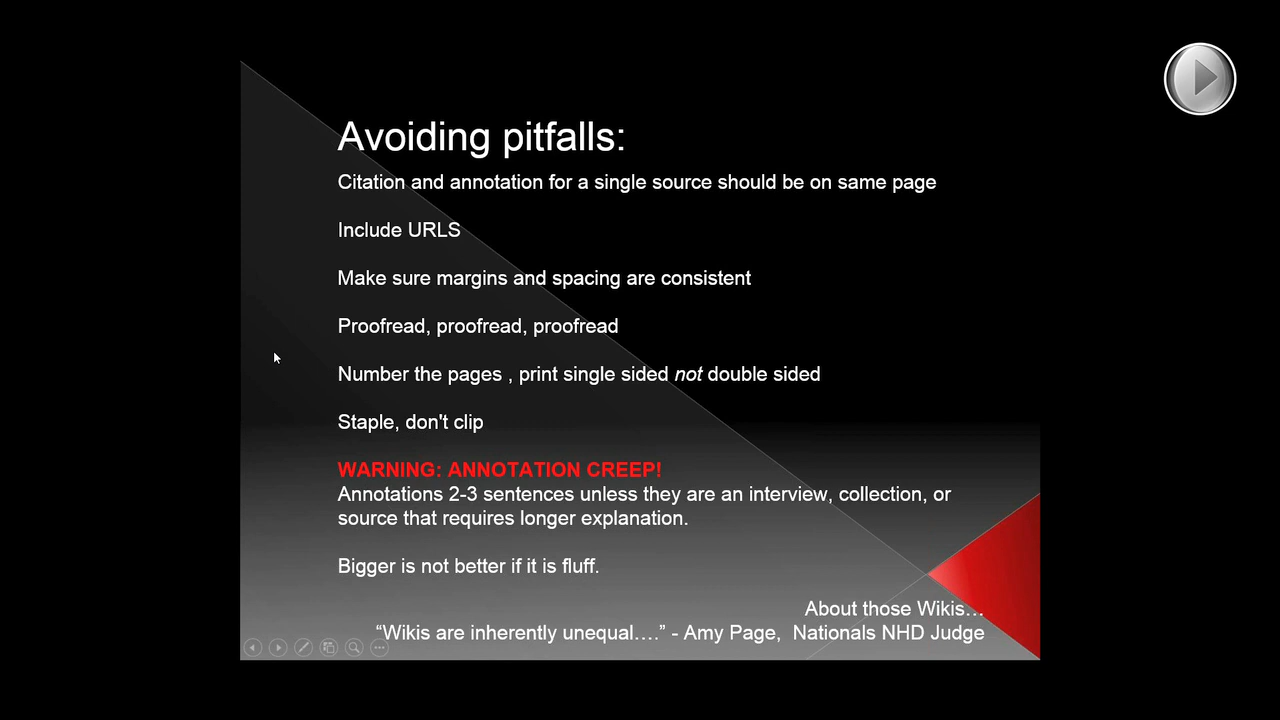 Avoiding pitfalls:
Citation and annotation for a single source should be on same page
Include URLS
Make sure margins and spacing are consistent
Proofread, proofread, proofread
Number the pages , print single sided not double sided
Staple, don't clip
WARNING: ANNOTATION CREEP!
Annotations 2-3 sentences unless they are an interview, collection, or
source that requires longer explanation.
Bigger is not better if it is fluff.
About those Wikis…
“Wikis are inherently unequal….” - Amy Page,  Nationals NHD Judge